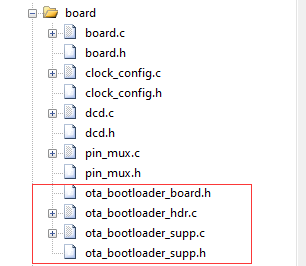 board
board.c
board.h
clock_config.c
clock_config.h
dcd.c
dcd.h
pin_mux.c
pin_mux.h
ota_bootloader_board.h
ota_bootloader_hdr.c
ota_bootloader_supp.c
ota_bootloader_supp.h